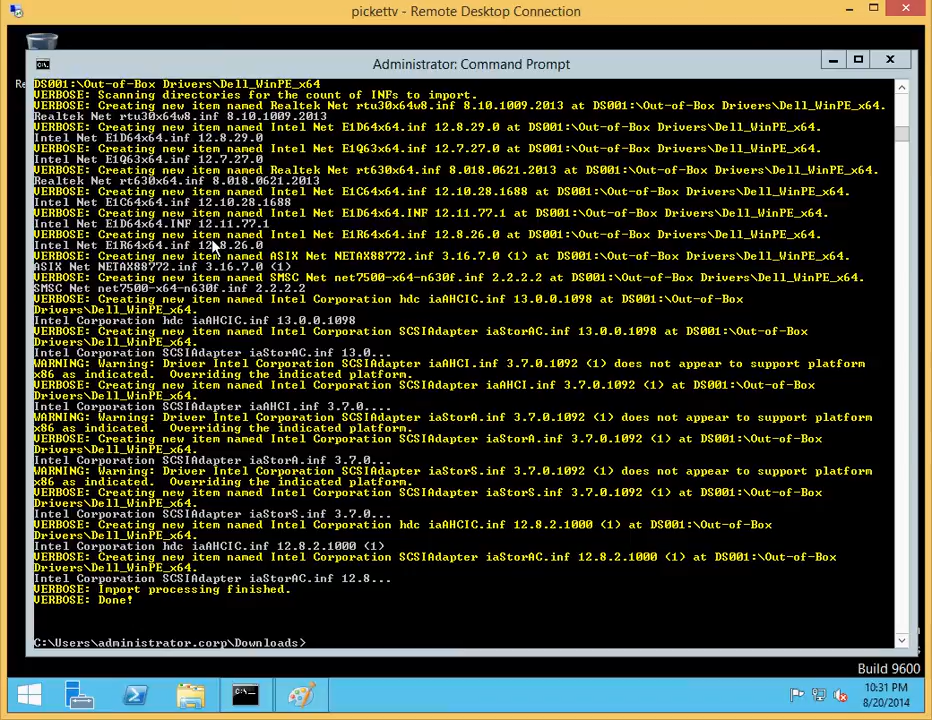 pickettv - Remote Desktop Connection
Administrator: Command Prompt
Re
DS001:\Out-of-Box Drivers\Dell_WinPE_x64
VERBOSE: Scanning directories for the count of INFs to import.
VERBOSE: Creating new item named Realtek Net rtu30x64w8.inf 8.10.1009.2013 at DS001:\Out-of-Box Drivers\Dell_WinPE_x64.
Realtek Net rtu30x64w8.inf 8.10.1009.2013
VERBOSE: Creating new item named Intel Net E1D64x64.inf 12.8.29.0 at DS001:\Out-of-Box Drivers\Dell_WinPE_x64.
Intel Net E1D64x64.inf 12.8.29.0
VERBOSE: Creating new item named Intel Net E1Q63x64.inf 12.7.27.0 at DS001:\Out-of-Box Drivers\Dell_WinPE_x64.
Intel Net E1Q63x64.inf 12.7.27.0
VERBOSE: Creating new item named Realtek Net rt630x64.inf 8.018.0621.2013 at DS001:\Out-of-Box Drivers\Dell_WinPE_x64.
Realtek Net rt630x64.inf 8.018.0621.2013
VERBOSE: Creating new item named Intel Net E1C64x64.inf 12.10.28.1688 at DS001:\Out-of-Box Drivers\Dell_WinPE_x64.
Intel Net E1C64x64.inf 12.10.28.1688
VERBOSE: Creating new item named Intel Net E1D64x64.INF 12.11.77.1 at DS001:\Out-of-Box Drivers\Dell_WinPE_x64.
Intel Net E1D64x64.INF 12.11.77.1
VERBOSE: Creating new item named Intel Net E1R64x64.inf 12.8.26.0 at DS001:\Out-of-Box Drivers\Dell_WinPE_x64.
Intel Net E1R64x64.inf 12.8.26.0
VERBOSE: Creating new item named ASIX Net NETAX88772.inf 3.16.7.0 (1) at DS001:\Out-of-Box Drivers\Dell_WinPE_x64.
ASIX Net NETAX88772.inf 3.16.7.0 (1)
VERBOSE: Creating new item named SMSC Net net7500-x64-n630f.inf 2.2.2.2 at DS001:\Out-of-Box Drivers\Dell_WinPE_x64.
SMSC Net net7500-x64-n630f.inf 2.2.2.2
VERBOSE: Creating new item named Intel Corporation hdc iaAHCIC.inf 13.0.0.1098 at DS001:\Out-of-Box
Drivers\Dell_WinPE_x64.
Intel Corporation hdc iaAHCIC.inf 13.0.0.1098
VERBOSE: Creating new item named Intel Corporation SCSIAdapter iaStorAC.inf 13.0.0.1098 at DS001:\Out-of-Box
Drivers\Dell_WinPE_x64.
Intel Corporation SCSIAdapter iaStorAC.inf 13.0...
WARNING: Warning: Driver Intel Corporation SCSIAdapter iaAHCI.inf 3.7.0.1092 (1) does not appear to support platform
x86 as indicated.  Overriding the indicated platform.
VERBOSE: Creating new item named Intel Corporation SCSIAdapter iaAHCI.inf 3.7.0.1092 (1) at DS001:\Out-of-Box
Drivers\Dell_WinPE_x64.
Intel Corporation SCSIAdapter iaAHCI.inf 3.7.0....
WARNING: Warning: Driver Intel Corporation SCSIAdapter iaStorA.inf 3.7.0.1092 (1) does not appear to support platform
x86 as indicated.  Overriding the indicated platform.
VERBOSE: Creating new item named Intel Corporation SCSIAdapter iaStorA.inf 3.7.0.1092 (1) at DS001:\Out-of-Box
Drivers\Dell_WinPE_x64.
Intel Corporation SCSIAdapter iaStorA.inf 3.7.0...
WARNING: Warning: Driver Intel Corporation SCSIAdapter iaStorS.inf 3.7.0.1092 (1) does not appear to support platform
x86 as indicated.  Overriding the indicated platform.
VERBOSE: Creating new item named Intel Corporation SCSIAdapter iaStorS.inf 3.7.0.1092 (1) at DS001:\Out-of-Box
Drivers\Dell_WinPE_x64.
Intel Corporation SCSIAdapter iaStorS.inf 3.7.0...
VERBOSE: Creating new item named Intel Corporation hdc iaAHCIC.inf 12.8.2.1000 (1) at DS001:\Out-of-Box
Drivers\Dell_WinPE_x64.
Intel Corporation hdc iaAHCIC.inf 12.8.2.1000 (1)
VERBOSE: Creating new item named Intel Corporation SCSIAdapter iaStorAC.inf 12.8.2.1000 (1) at DS001:\Out-of-Box
Drivers\Dell_WinPE_x64.
Intel Corporation SCSIAdapter iaStorAC.inf 12.8...
VERBOSE: Import processing finished.
VERBOSE: Done!
C:\Users\administrator.corp\Downloads>
Build 9600
10:31 PM
8/20/2014